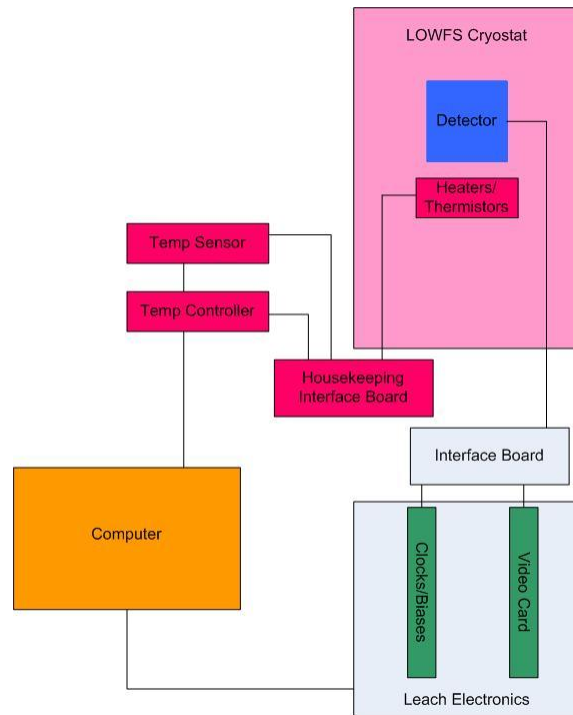 LOWFS Cryostat
Detector
Heaters/
Thermistors
Temp Sensor
Temp Controller
Housekeeping
Interface Board
Interface Board
Computer
Clocks/Biases
Video Card
Leach Electronics